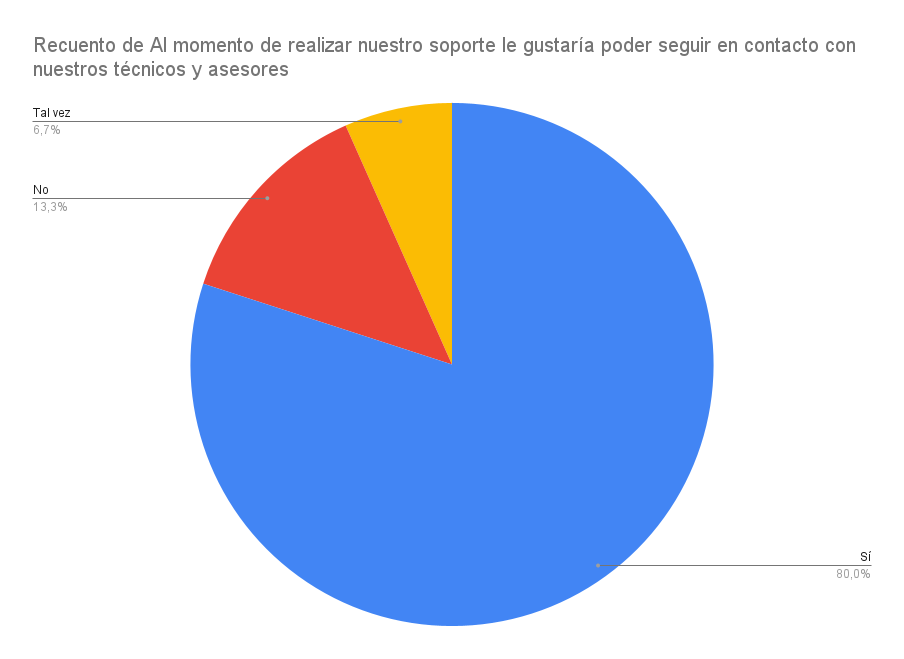 Recuento de Al momento de realizar nuestro soporte le gustaría poder seguir en contacto con
nuestros técnicos y asesores
Tal vez
6,7%
No
13,3%
Sí
80,0%